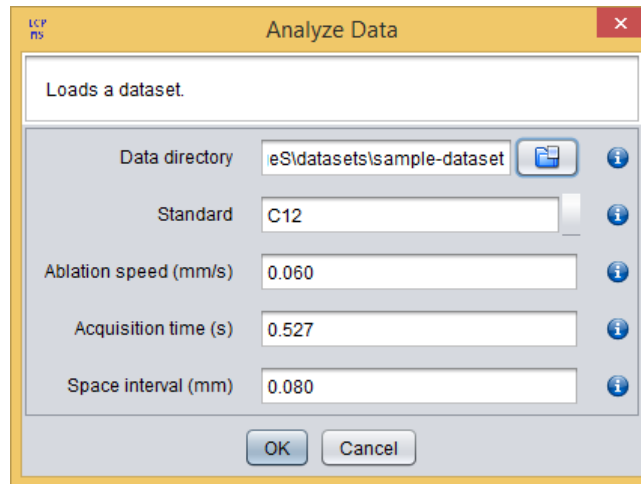 LCP
MS
Analyze Data
Loads a dataset.
Data directory
ıeS\datasets\sample-dataset
Standard
C12
Ablation speed (mm/s)
0.060
Acquisition time (s)
0.527
Space interval (mm)
0.080
OK
Cancel